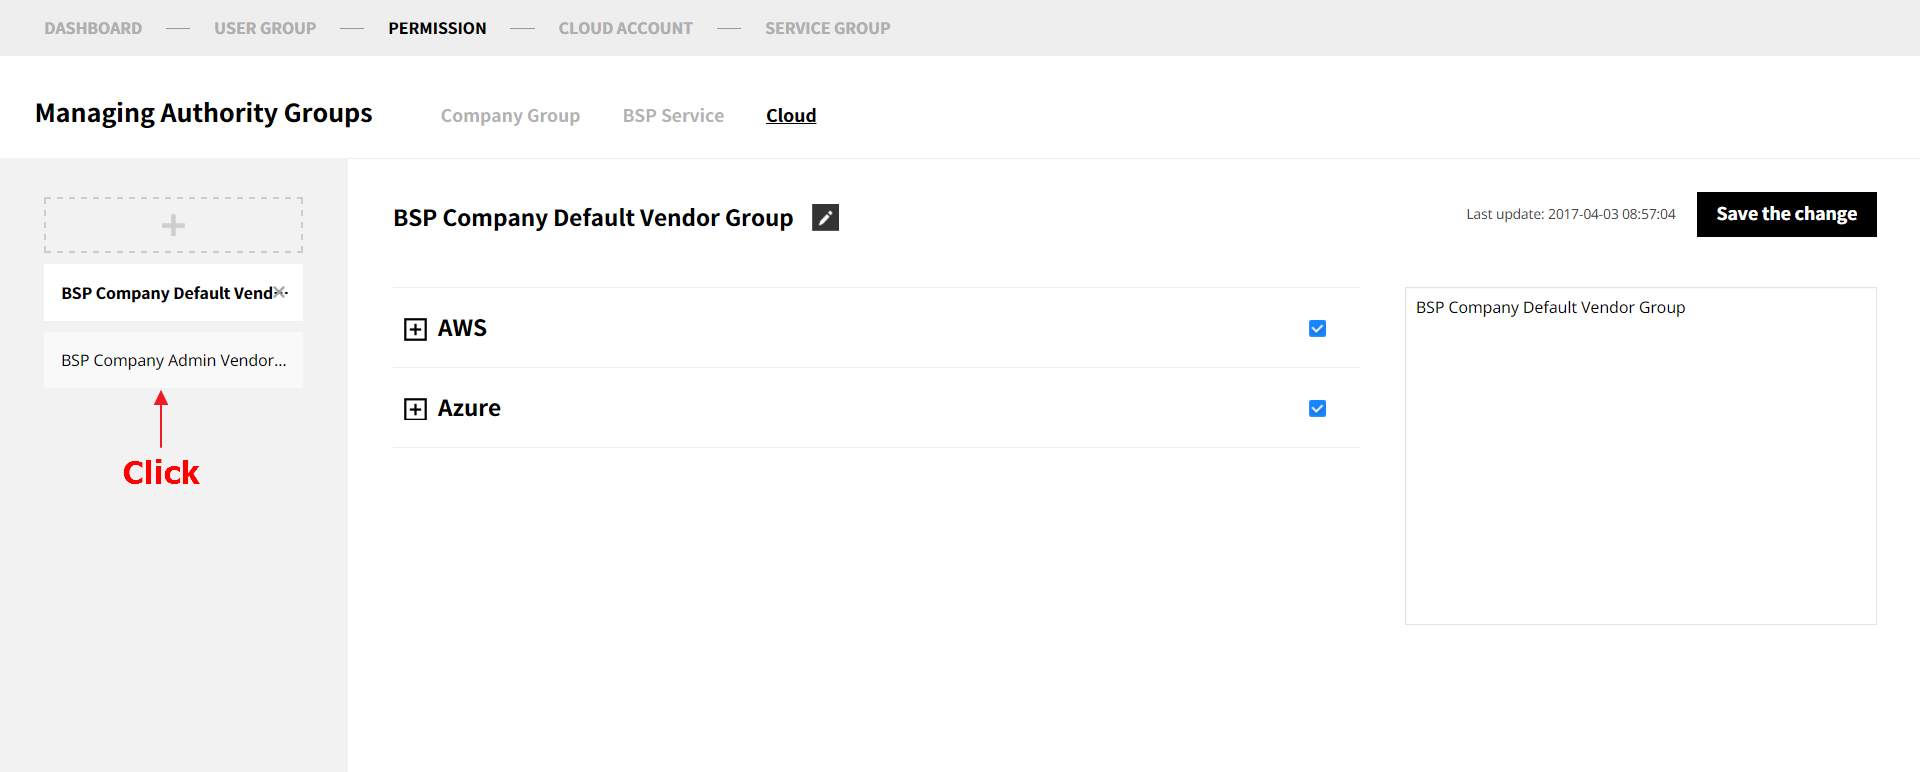 DASHBOARD — USER GROUP — PERMISSION — CLOUD ACCOUNT — SERVICE GROUP
Managing Authority Groups Company Group BSP Service Cloud
BSP Company Default Vendor Group Last update: 2017-04-03 08:57:04 Save the change
BSP Company Default Vend
BSP Company Default Vendor Group
AWS
BSP Company Admin Vendor...
Azure
Click